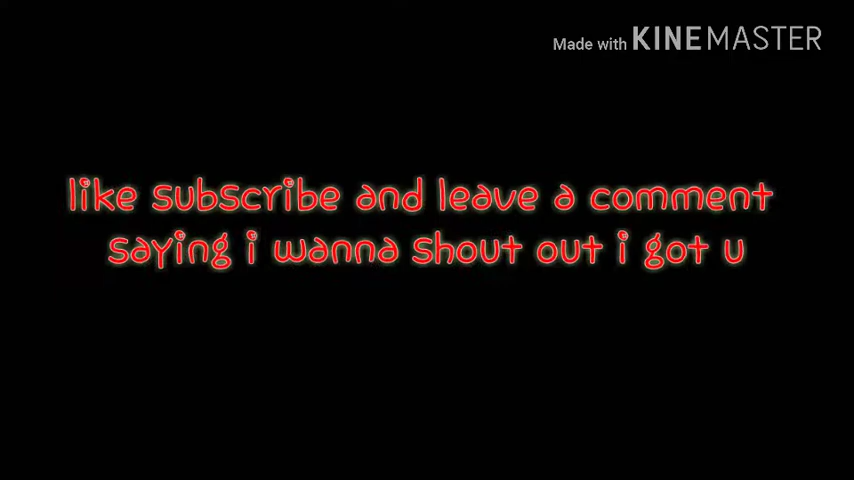 Made with KINEMASTER
like subscribe and leave a comment
saying i wanna shout out i got u